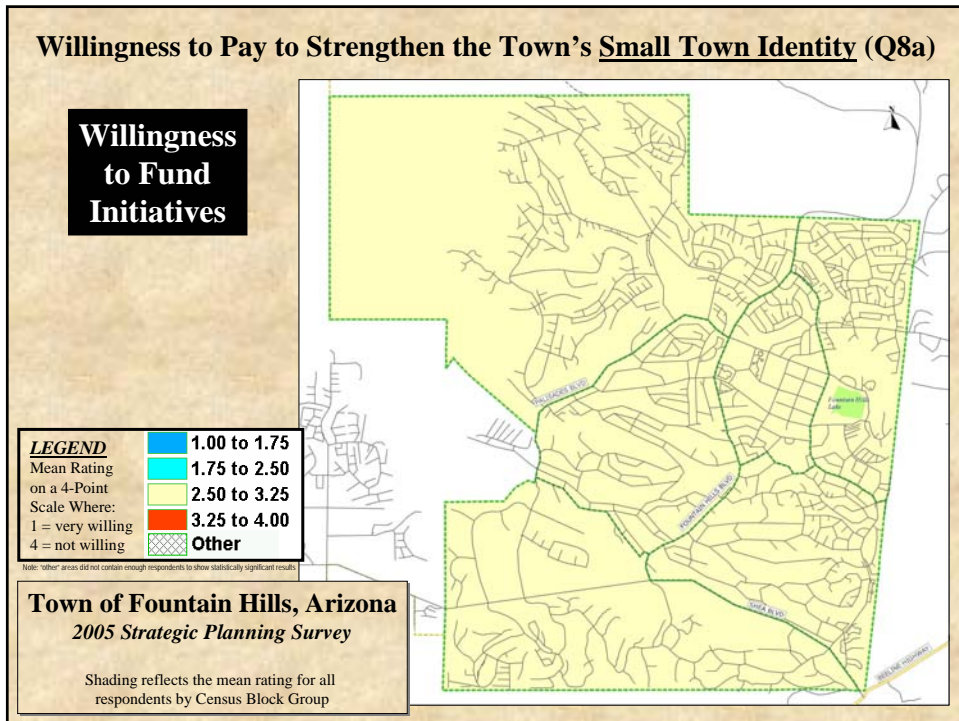 Willingness to Pay to Strengthen the Town's Small Town Identity (Q8a)
Willingness
to Fund
Initiatives
PALISADES BLVD
Fountain Hills
Lake
FOUNTAIN HILLS BLVD
SHEA BLVD
BEELINE HIGHWAY
LEGEND
Mean Rating
on a 4-Point
Scale Where:
1 = very willing
4 = not willing
1.00 to 1.75
1.75 to 2.50
2.50 to 3.25
3.25 to 4.00
Other
Note: "other" areas did not contain enough respondents to show statistically significant results
Town of Fountain Hills, Arizona
2005 Strategic Planning Survey
Shading reflects the mean rating for all
respondents by Census Block Group